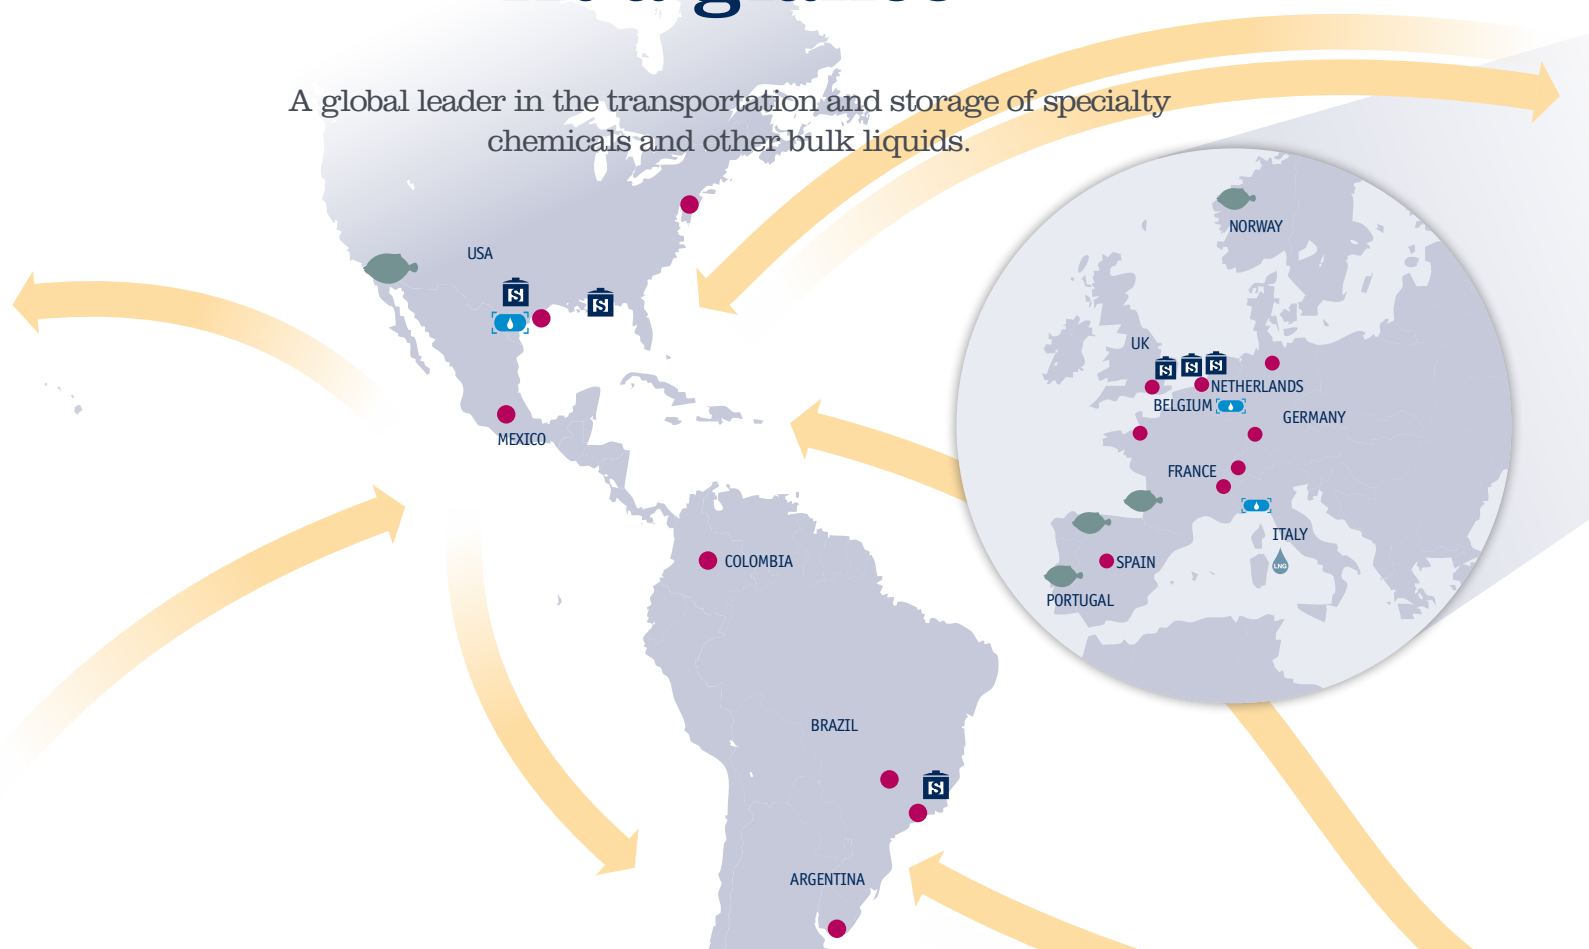 A global leader in the transportation and storage of specialty
chemicals and other bulk liquids.
USA
MEXICO
COLOMBIA
BRAZIL
ARGENTINA
NORWAY
UK
NETHERLANDS
BELGIUM
GERMANY
FRANCE
ITALY
LNG
SPAIN
PORTUGAL